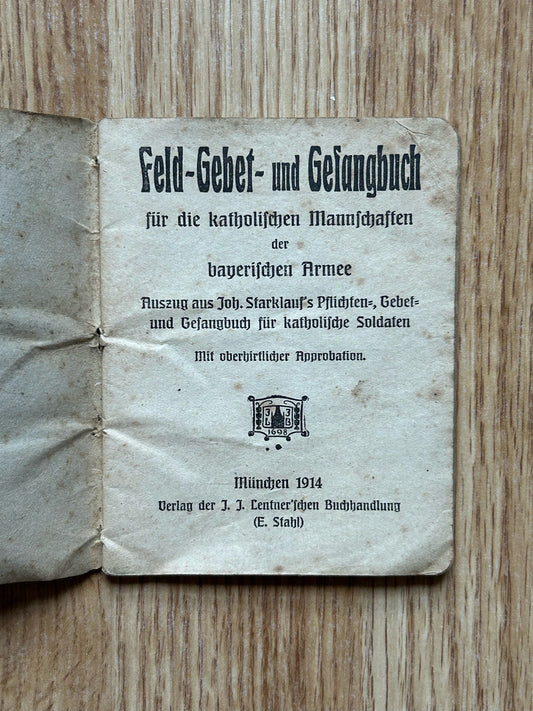 Feld-Gebet- und Geſangbuch
für die katholiſchen Mannſchaften
der
bayeriſchen Armee
Auszug aus Joh. Starklauf's Pflichten-, Gebet-
und Geſangbuch für katholiſche Soldaten
Mit oberhirtlicher Approbation.
1698
München 1914
Verlag der J. J. Lentner'ſchen Buchhandlung
(E. Stahl)